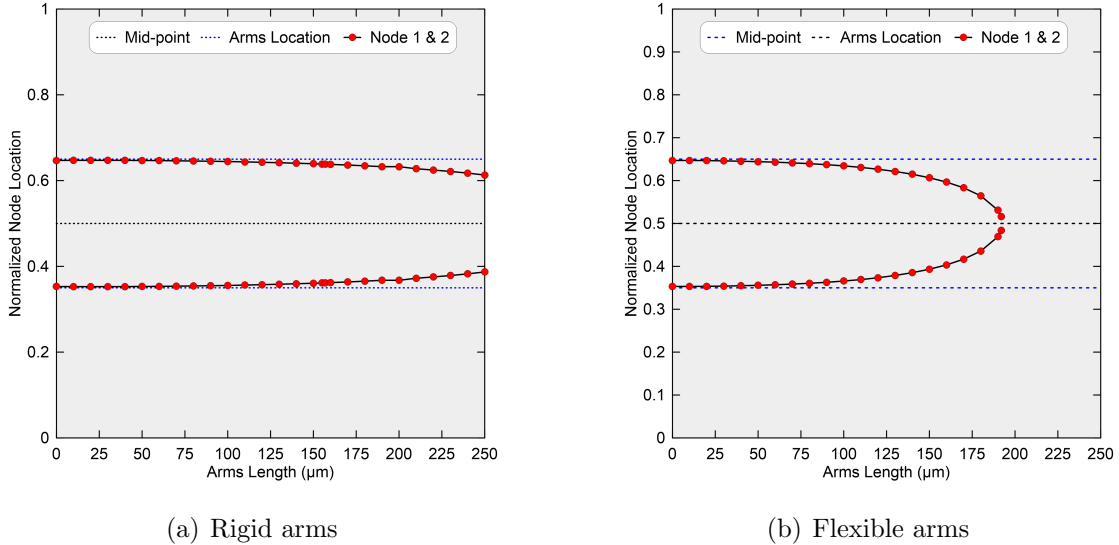 1
0.8
0.6
0.4
0.2
0
Normalized Node Location
Mid-point Arms Location Node 1 & 2
0 25 50 75 100 125 150 175 200 225 250
Arms Length (µm)
(a) Rigid arms
1
0.9
0.8
0.7
0.6
0.5
0.4
0.3
0.2
0.1
0
Normalized Node Location
Mid-point Arms Location Node 1 & 2
0 25 50 75 100 125 150 175 200 225 250
Arms Length (µm)
(b) Flexible arms